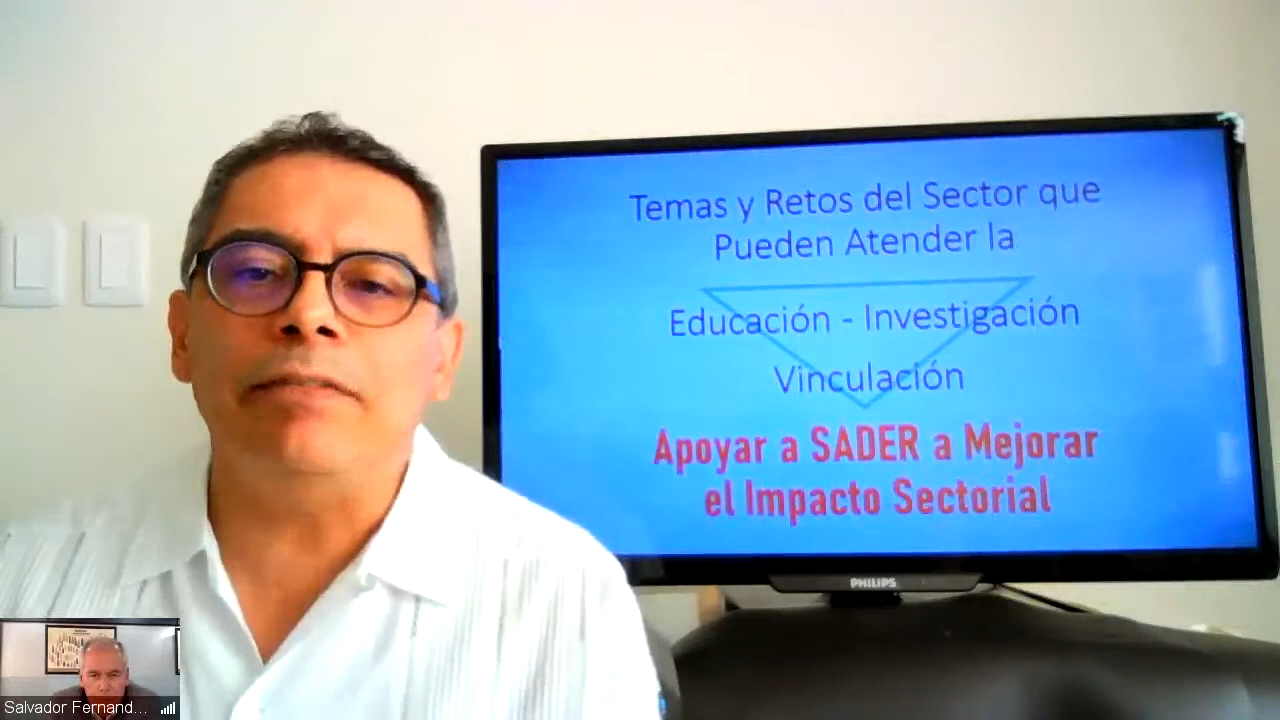 Temas y Retos del Sector que
Pueden Atender la
Educación - Investigación
Vinculación
Apoyar a SADER a Mejorar
el Impacto Sectorial
PHILIPS
Salvador Fernand...